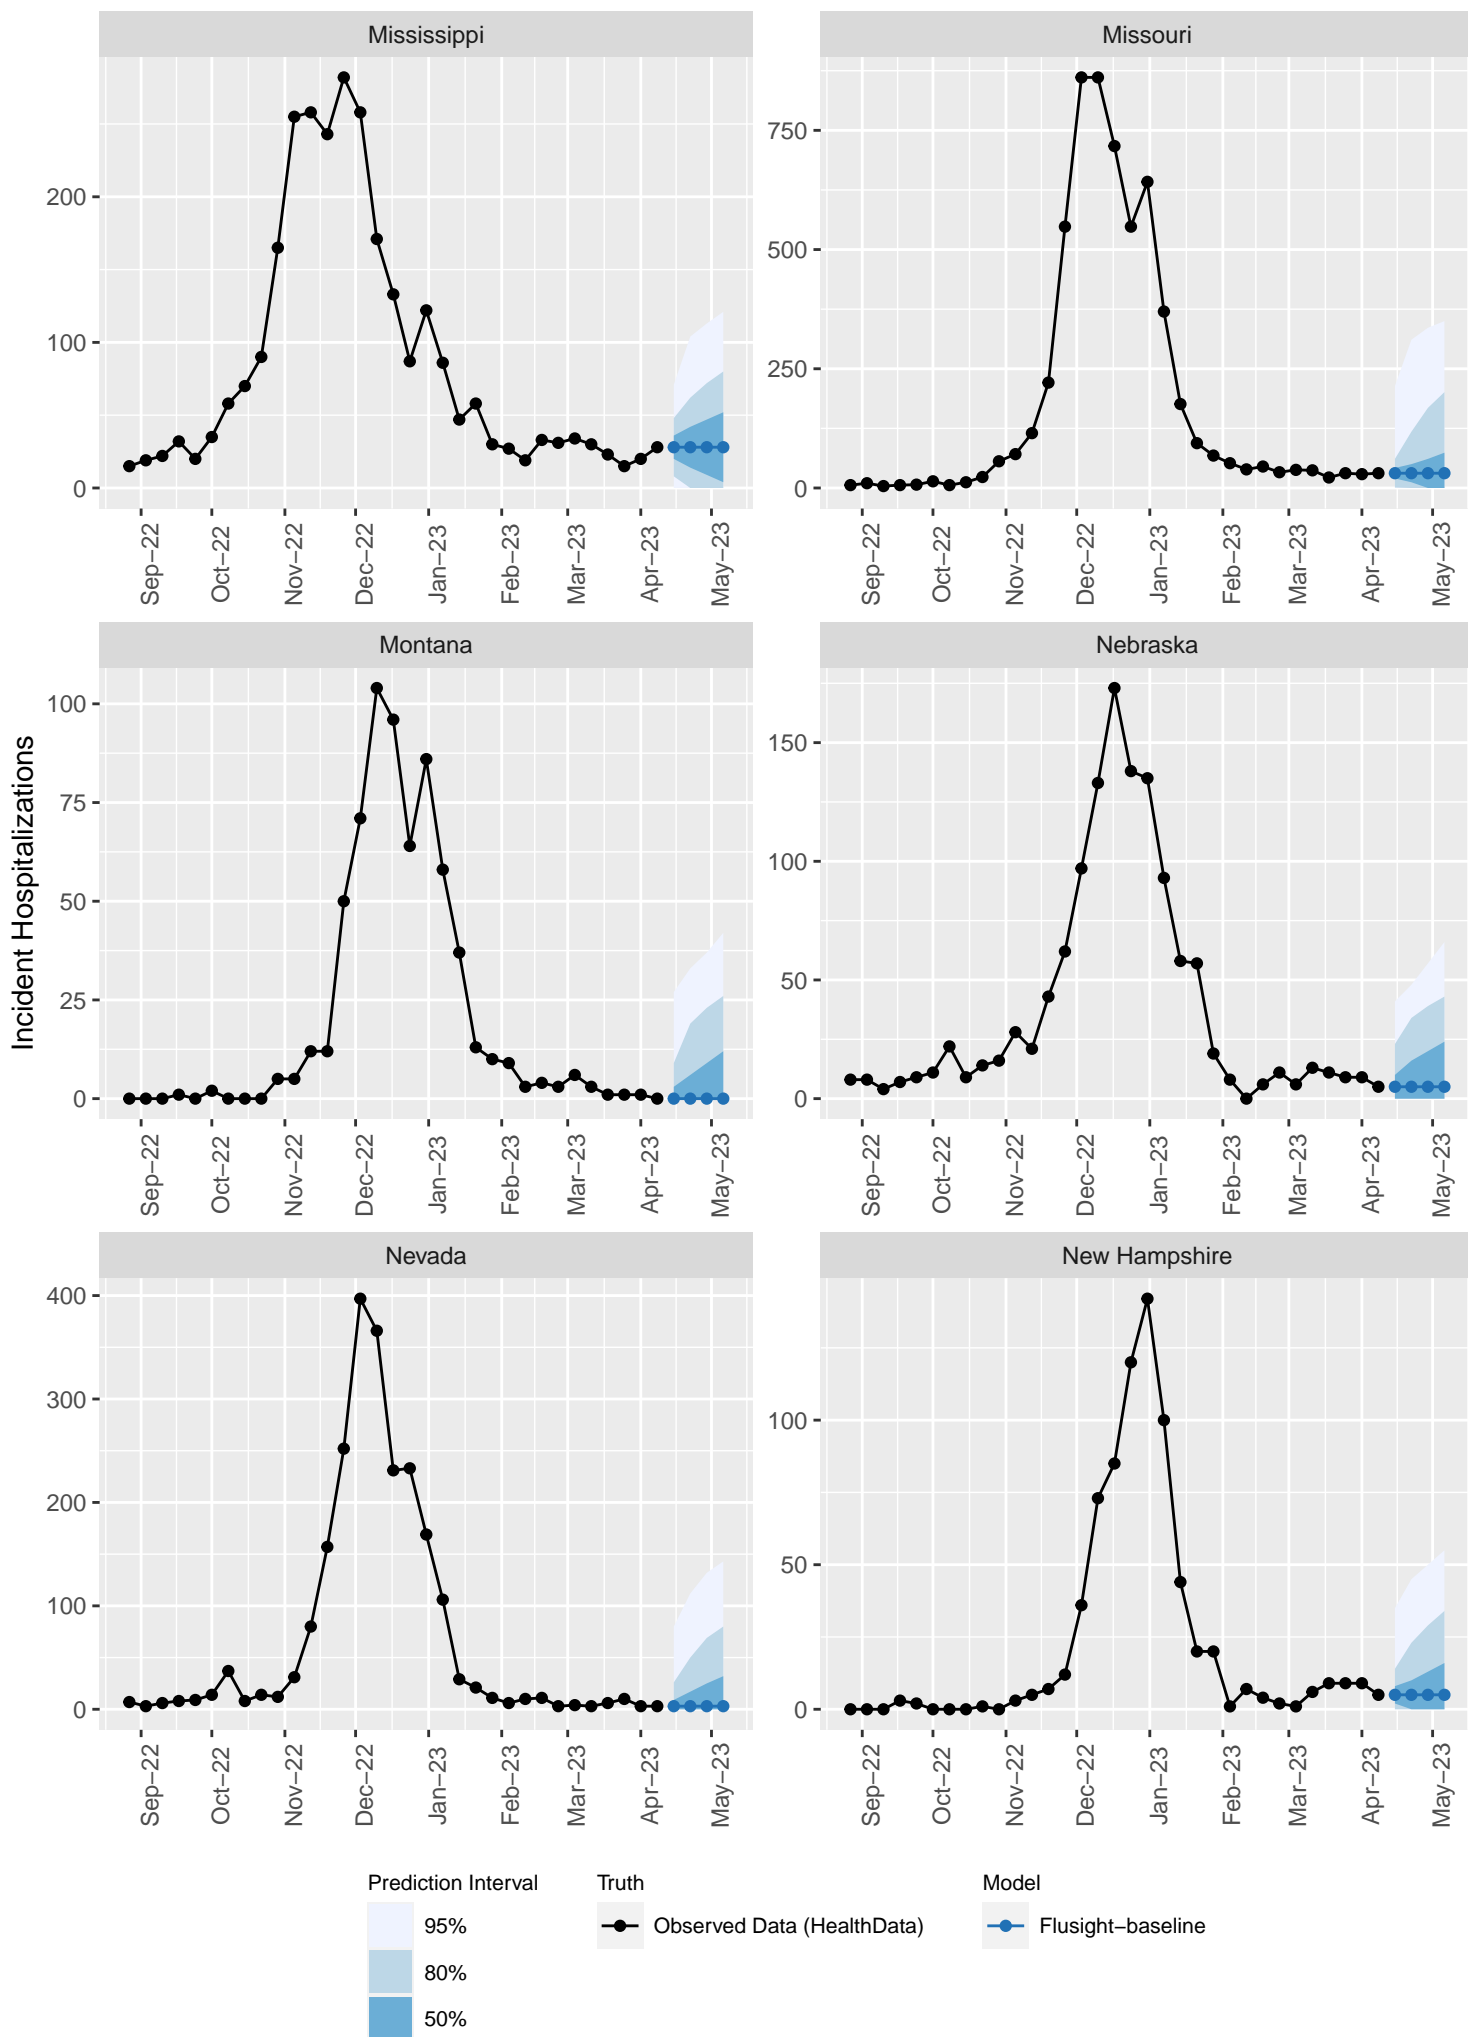 Mississippi
Missouri
200
100
0
750
500
250
0
Sep−22 Oct−22 Nov−22 Dec−22 Jan−23 Feb−23 Mar−23 Apr−23 May−23
Sep−22 Oct−22 Nov−22 Dec−22 Jan−23 Feb−23 Mar−23 Apr−23 May−23
Montana
Nebraska
Incident Hospitalizations
100
75
50
25
0
150
100
50
0
Sep−22 Oct−22 Nov−22 Dec−22 Jan−23 Feb−23 Mar−23 Apr−23 May−23
Sep−22 Oct−22 Nov−22 Dec−22 Jan−23 Feb−23 Mar−23 Apr−23 May−23
Nevada
New Hampshire
400
300
200
100
0
100
50
0
Sep−22 Oct−22 Nov−22 Dec−22 Jan−23 Feb−23 Mar−23 Apr−23 May−23
Sep−22 Oct−22 Nov−22 Dec−22 Jan−23 Feb−23 Mar−23 Apr−23 May−23
Prediction Interval
95%
80%
50%
Truth
Observed Data (HealthData)
Model
Flusight−baseline